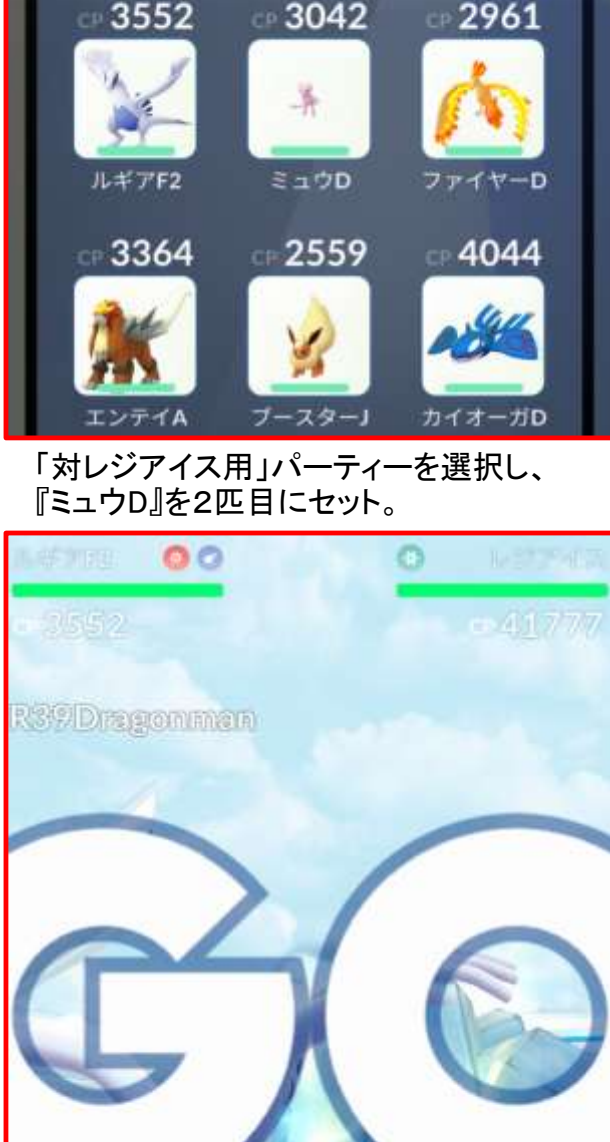 CP 3552 CP 3042 CP 2961
ルギアF2 ミュウD ファイヤーD
CP 3364 CP 2559 CP 4044
エンテイA ブースターJ カイオーガD
「対レジアイス用」パーティーを選択し、
『ミュウD』を２匹目にセット。
ルギアF2 レジアイス
CP 3552 CP 41777
R39Dragonman
GO